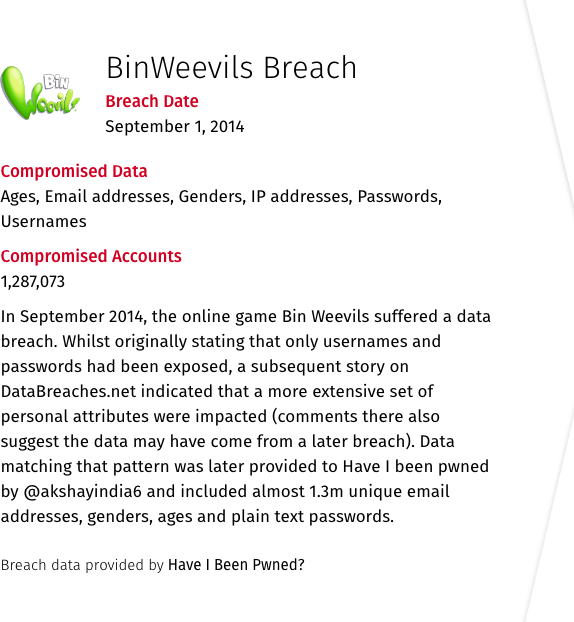 Bin
Weevils
BinWeevils Breach
Breach Date
September 1, 2014
Compromised Data
Ages, Email addresses, Genders, IP addresses, Passwords,
Usernames
Compromised Accounts
1,287,073
In September 2014, the online game Bin Weevils suffered a data
breach. Whilst originally stating that only usernames and
passwords had been exposed, a subsequent story on
DataBreaches.net indicated that a more extensive set of
personal attributes were impacted (comments there also
suggest the data may have come from a later breach). Data
matching that pattern was later provided to Have I been pwned
by @akshayindia6 and included almost 1.3m unique email
addresses, genders, ages and plain text passwords.
Breach data provided by Have I Been Pwned?